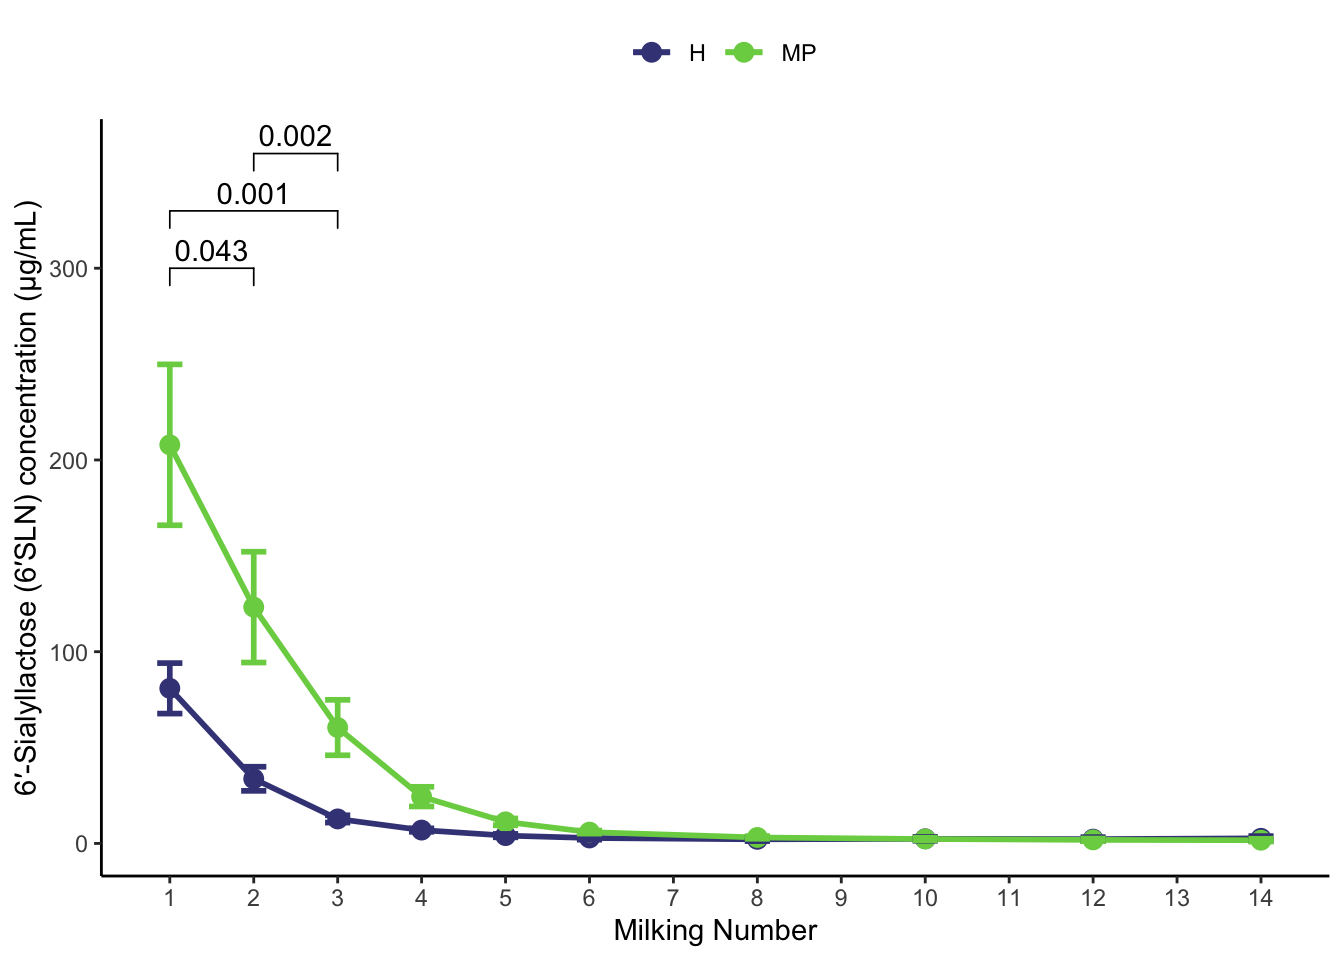 H MP
0.002
0.001
0.043
6′-Sialyllactose (6′SLN) concentration (µg/mL)
300
200
100
0
1 2 3 4 5 6 7 8 9 10 11 12 13 14
Milking Number